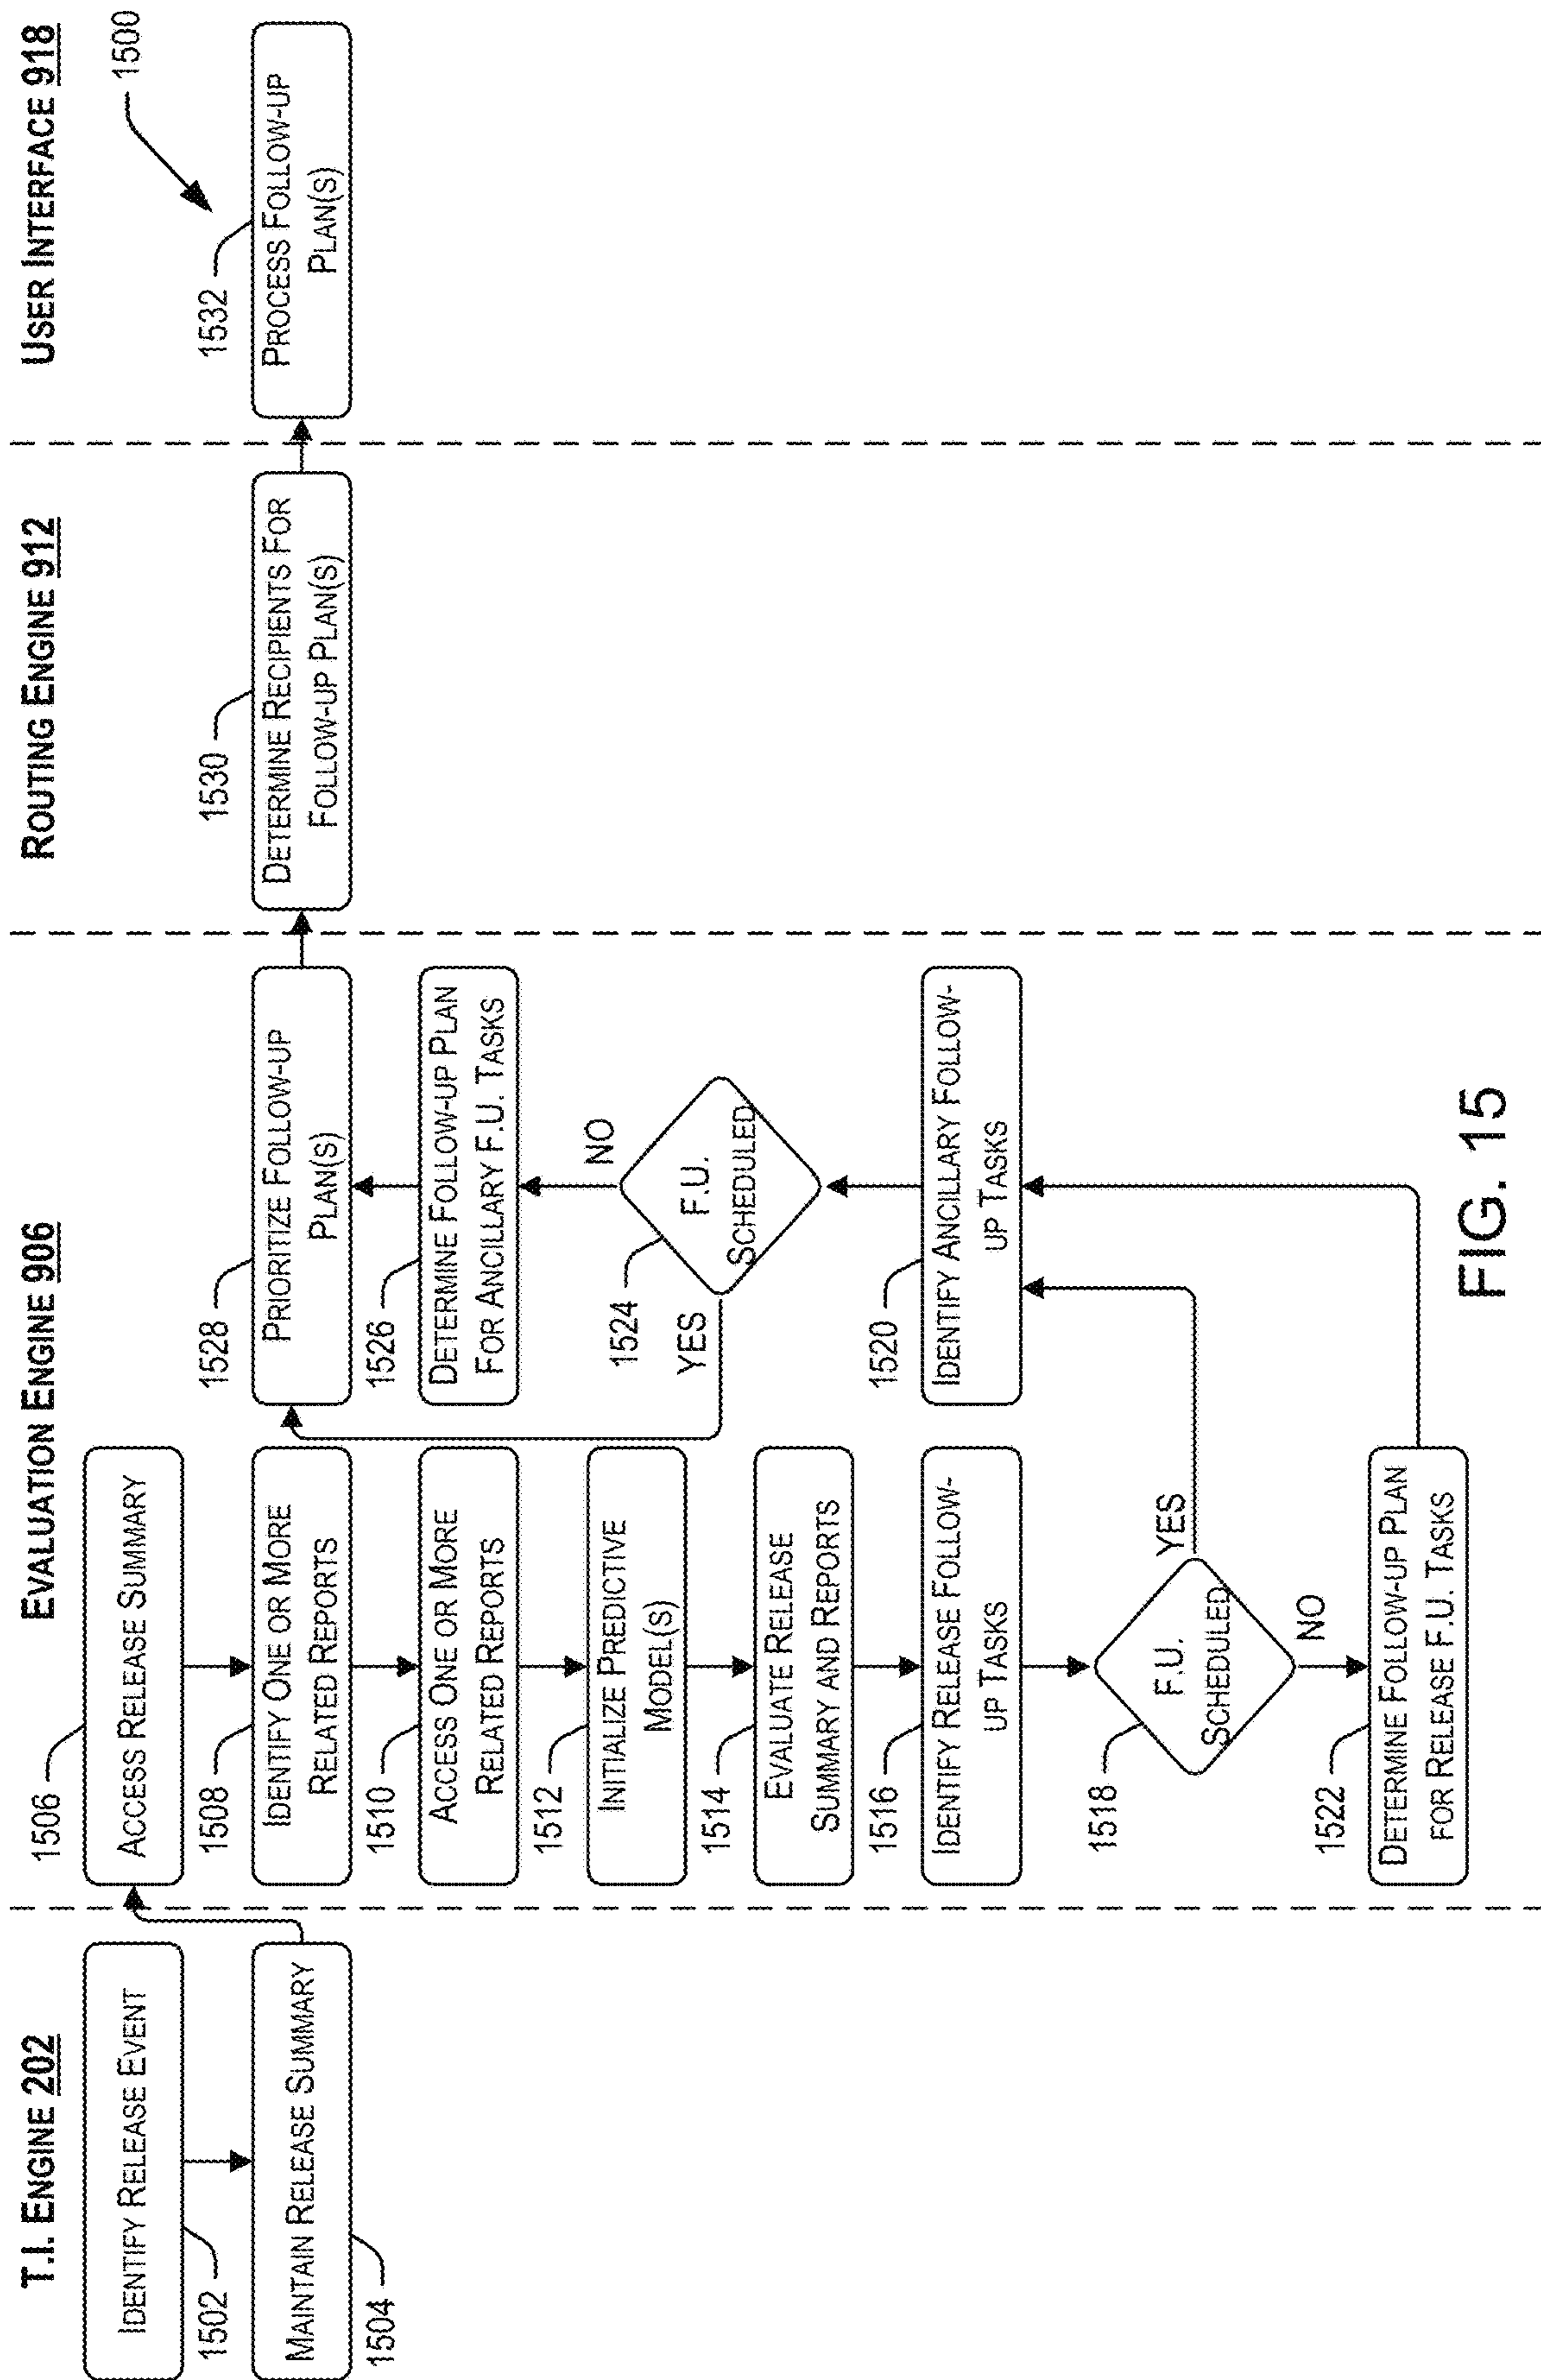 T.I. ENGINE 202
EVALUATION ENGINE 906
ROUTING ENGINE 912
USER INTERFACE 918
1500
IDENTIFY RELEASE EVENT
1502
MAINTAIN RELEASE SUMMARY
1504
1506
ACCESS RELEASE SUMMARY
1508
IDENTIFY ONE OR MORE
RELATED REPORTS
1510
ACCESS ONE OR MORE
RELATED REPORTS
1512
INITIALIZE PREDICTIVE
MODEL(S)
1514
EVALUATE RELEASE
SUMMARY AND REPORTS
1516
IDENTIFY RELEASE FOLLOW-
UP TASKS
1518
F.U.
SCHEDULED
YES
NO
1522
DETERMINE FOLLOW-UP PLAN
FOR RELEASE F.U. TASKS
1520
IDENTIFY ANCILLARY FOLLOW-
UP TASKS
1524
F.U.
SCHEDULED
YES
NO
1526
DETERMINE FOLLOW-UP PLAN
FOR ANCILLARY F.U. TASKS
1528
PRIORITIZE FOLLOW-UP
PLAN(S)
1530
DETERMINE RECIPIENTS FOR
FOLLOW-UP PLAN(S)
1532
PROCESS FOLLOW-UP
PLAN(S)
FIG. 15